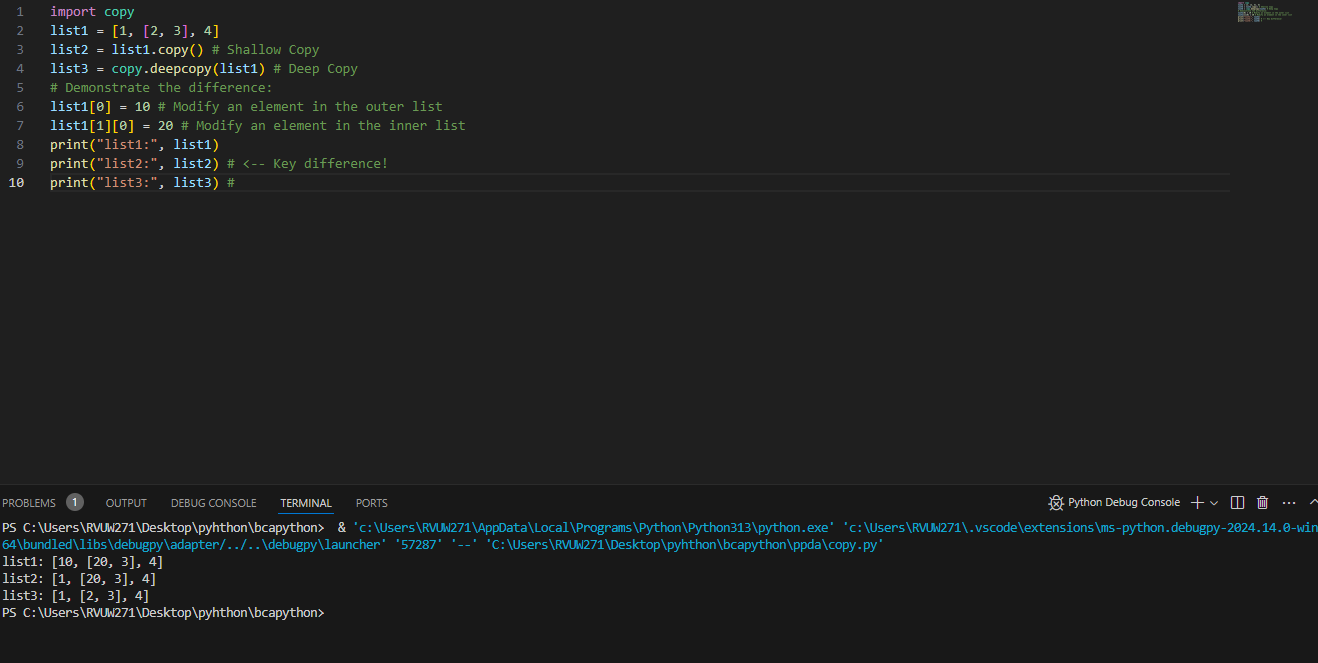 1 import copy
2 list1 = [1, [2, 3], 4]
3 list2 = list1.copy() # Shallow Copy
4 list3 = copy.deepcopy(list1) # Deep Copy
5 # Demonstrate the difference:
6 list1[0] = 10 # Modify an element in the outer list
7 list1[1][0] = 20 # Modify an element in the inner list
8 print("list1:", list1)
9 print("list2:", list2) # <-- Key difference!
10 print("list3:", list3) #
PROBLEMS 1 OUTPUT DEBUG CONSOLE TERMINAL PORTS Python Debug Console
PS C:\Users\RVUW271\Desktop\pyhthon\bcapython> & 'c:\Users\RVUW271\AppData\Local\Programs\Python\Python313\python.exe' 'c:\Users\RVUW271\.vscode\extensions\ms-python.debugpy-2024.14.0-win
64\bundled\libs\debugpy\adapter/../..\debugpy\launcher' '57287' '--' 'C:\Users\RVUW271\Desktop\pyhthon\bcapython\ppda\copy.py'
list1: [10, [20, 3], 4]
list2: [1, [20, 3], 4]
list3: [1, [2, 3], 4]
PS C:\Users\RVUW271\Desktop\pyhthon\bcapython>